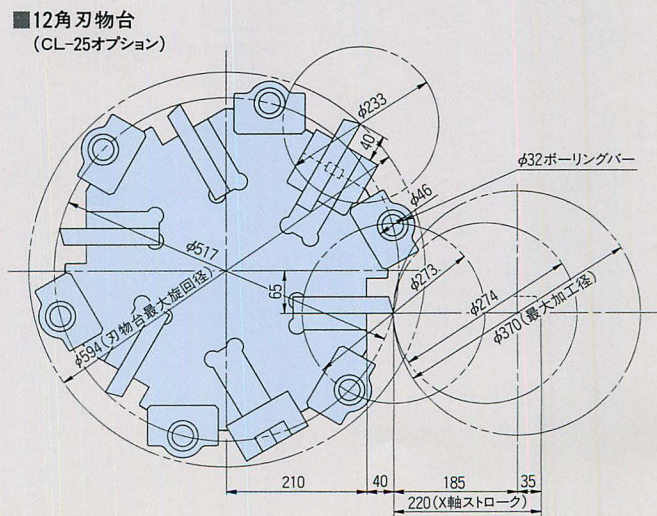 ■12角刃物台
(CL-25オプション)
φ233
40
φ32ボーリングバー
φ46
φ517
φ273
65
φ274
φ594(刃物台最大旋回径)
φ370(最大加工径)
210
40
185
35
220(X軸ストローク)